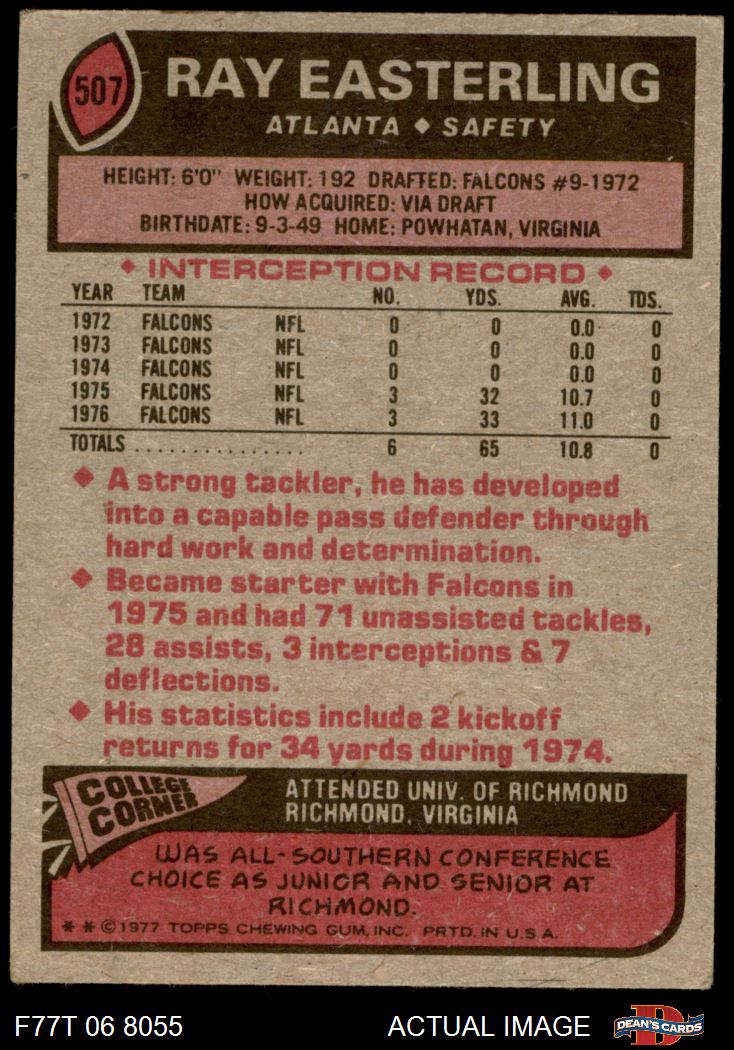 507
RAY EASTERLING
ATLANTA ♦ SAFETY
HEIGHT: 6'0" WEIGHT: 192 DRAFTED: FALCONS #9-1972
HOW ACQUIRED: VIA DRAFT
BIRTHDATE: 9-3-49 HOME: POWHATAN, VIRGINIA
♦ INTERCEPTION RECORD ♦
YEAR TEAM NO. YDS. AVG. TDS.
1972 FALCONS NFL 0 0 0.0 0
1973 FALCONS NFL 0 0 0.0 0
1974 FALCONS NFL 0 0 0.0 0
1975 FALCONS NFL 3 32 10.7 0
1976 FALCONS NFL 3 33 11.0 0
TOTALS ............... 6 65 10.8 0
♦ A strong tackler, he has developed
into a capable pass defender through
hard work and determination.
♦ Became starter with Falcons in
1975 and had 71 unassisted tackles,
28 assists, 3 interceptions & 7
deflections.
♦ His statistics include 2 kickoff
returns for 34 yards during 1974.
COLLEGE
CORNER
ATTENDED UNIV. OF RICHMOND
RICHMOND, VIRGINIA
WAS ALL-SOUTHERN CONFERENCE
CHOICE AS JUNIOR AND SENIOR AT
RICHMOND.
* * © 1977 TOPPS CHEWING GUM, INC. PRTD. IN U.S.A.
F77T 06 8055 ACTUAL IMAGE
D
DEAN'S CARDS